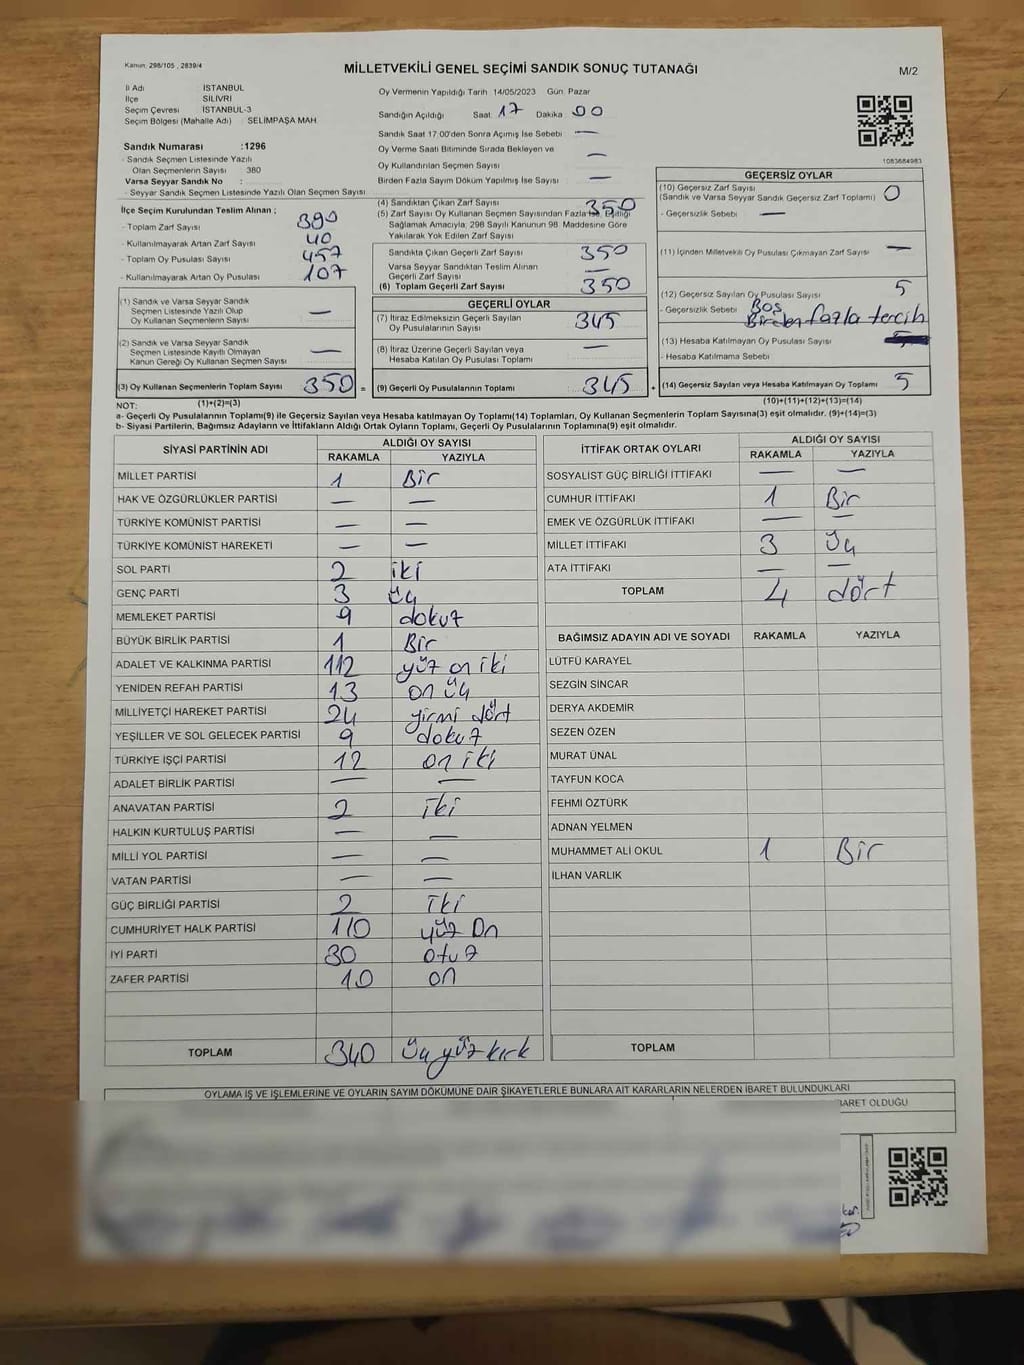 Kanun, 298/105 , 2839/4
MİLLETVEKİLİ GENEL SEÇİMİ SANDIK SONUÇ TUTANAĞI
M/2
İl Adı İSTANBUL
İlçe SİLİVRİ
Seçim Çevresi İSTANBUL-3
Seçim Bölgesi (Mahalle Adı) : SELİMPAŞA MAH.
Sandık Numarası :1296
- Sandık Seçmen Listesinde Yazılı
Olan Seçmenlerin Sayısı 380
Varsa Seyyar Sandık No :
- Seyyar Sandık Seçmen Listesinde Yazılı Olan Seçmen Sayısı
Oy Vermenin Yapıldığı Tarih 14/05/2023 Gün Pazar
Sandığın Açıldığı Saat 17 Dakika 00
Sandık Saat 17.00'den Sonra Açılmış İse Sebebi —
Oy Verme Saati Bitiminde Sırada Bekleyen ve
Oy Kullandırılan Seçmen Sayısı —
Birden Fazla Sayım Döküm Yapılmış İse Sayısı —
1083684983
İlçe Seçim Kurulundan Teslim Alınan ;
- Toplam Zarf Sayısı 390
- Kullanılmayarak Artan Zarf Sayısı 40
- Toplam Oy Pusulası Sayısı 457
- Kullanılmayarak Artan Oy Pusulası 107
(1) Sandık ve Varsa Seyyar Sandık
Seçmen Listesinde Yazılı Olup
Oy Kullanan Seçmenlerin Sayısı —
(2) Sandık ve Varsa Seyyar Sandık
Seçmen Listesinde Kayıtlı Olmayan
Kanun Gereği Oy Kullanan Seçmen Sayısı —
(3) Oy Kullanan Seçmenlerin Toplam Sayısı 350 =
(1)+(2)=(3)
(4) Sandıktan Çıkan Zarf Sayısı 350
(5) Zarf Sayısı Oy Kullanan Seçmen Sayısından Fazla İse, Eşitliği
Sağlamak Amacıyla, 298 Sayılı Kanunun 98. Maddesine Göre
Yakılarak Yok Edilen Zarf Sayısı
Sandıkta Çıkan Geçerli Zarf Sayısı 350
Varsa Seyyar Sandıktan Teslim Alınan
Geçerli Zarf Sayısı —
(6) Toplam Geçerli Zarf Sayısı 350
GEÇERLİ OYLAR
(7) İtiraz Edilmeksizin Geçerli Sayılan
Oy Pusulalarının Sayısı 345
(8) İtiraz Üzerine Geçerli Sayılan veya
Hesaba Katılan Oy Pusulası Toplamı —
(9) Geçerli Oy Pusulalarının Toplamı 345 +
GEÇERSİZ OYLAR
(10) Geçersiz Zarf Sayısı
(Sandık ve Varsa Seyyar Sandık Geçersiz Zarf Toplamı) 0
- Geçersizlik Sebebi —
(11) İçinden Milletvekili Oy Pusulası Çıkmayan Zarf Sayısı —
(12) Geçersiz Sayılan Oy Pusulası Sayısı 5
- Geçersizlik Sebebi Boş
Birden fazla tercih
(13) Hesaba Katılmayan Oy Pusulası Sayısı
- Hesaba Katılmama Sebebi
(14) Geçersiz Sayılan veya Hesaba Katılmayan Oy Toplamı 5
(10)+(11)+(12)+(13)=(14)
NOT:
a- Geçerli Oy Pusulalarının Toplamı(9) ile Geçersiz Sayılan veya Hesaba katılmayan Oy Toplamı(14) Toplamları, Oy Kullanan Seçmenlerin Toplam Sayısına(3) eşit olmalıdır. (9)+(14)=(3)
b- Siyasi Partilerin, Bağımsız Adayların ve İttifakların Aldığı Ortak Oyların Toplamı, Geçerli Oy Pusulalarının Toplamına(9) eşit olmalıdır.
SİYASİ PARTİNİN ADI ALDIĞI OY SAYISI
RAKAMLA YAZIYLA
MİLLET PARTİSİ 1 Bir
HAK VE ÖZGÜRLÜKLER PARTİSİ — —
TÜRKİYE KOMÜNİST PARTİSİ — —
TÜRKİYE KOMÜNİST HAREKETİ — —
SOL PARTİ 2 iki
GENÇ PARTİ 3 üç
MEMLEKET PARTİSİ 9 dokuz
BÜYÜK BİRLİK PARTİSİ 1 Bir
ADALET VE KALKINMA PARTİSİ 112 yüz on iki
YENİDEN REFAH PARTİSİ 13 on üç
MİLLİYETÇİ HAREKET PARTİSİ 24 yirmi dört
YEŞİLLER VE SOL GELECEK PARTİSİ 9 dokuz
TÜRKİYE İŞÇİ PARTİSİ 12 on iki
ADALET BİRLİK PARTİSİ — —
ANAVATAN PARTİSİ 2 iki
HALKIN KURTULUŞ PARTİSİ — —
MİLLİ YOL PARTİSİ — —
VATAN PARTİSİ — —
GÜÇ BİRLİĞİ PARTİSİ 2 iki
CUMHURİYET HALK PARTİSİ 110 yüz on
İYİ PARTİ 30 otuz
ZAFER PARTİSİ 10 on
TOPLAM 340 üçyüz kırk
İTTİFAK ORTAK OYLARI ALDIĞI OY SAYISI
RAKAMLA YAZIYLA
SOSYALİST GÜÇ BİRLİĞİ İTTİFAKI — —
CUMHUR İTTİFAKI 1 Bir
EMEK VE ÖZGÜRLÜK İTTİFAKI — —
MİLLET İTTİFAKI 3 Üç
ATA İTTİFAKI — —
TOPLAM 4 dört
BAĞIMSIZ ADAYIN ADI VE SOYADI RAKAMLA YAZIYLA
LÜTFÜ KARAYEL
SEZGİN SİNCAR
DERYA AKDEMİR
SEZEN ÖZEN
MURAT ÜNAL
TAYFUN KOCA
FEHMİ ÖZTÜRK
ADNAN YELMEN
MUHAMMET ALİ OKUL 1 Bir
İLHAN VARLIK
TOPLAM
OYLAMA İŞ VE İŞLEMLERİNE VE OYLARIN SAYIM DÖKÜMÜNE DAİR ŞİKAYETLERLE BUNLARA AİT KARARLARIN NELERDEN İBARET BULUNDUKLARI
BARET OLDUĞU